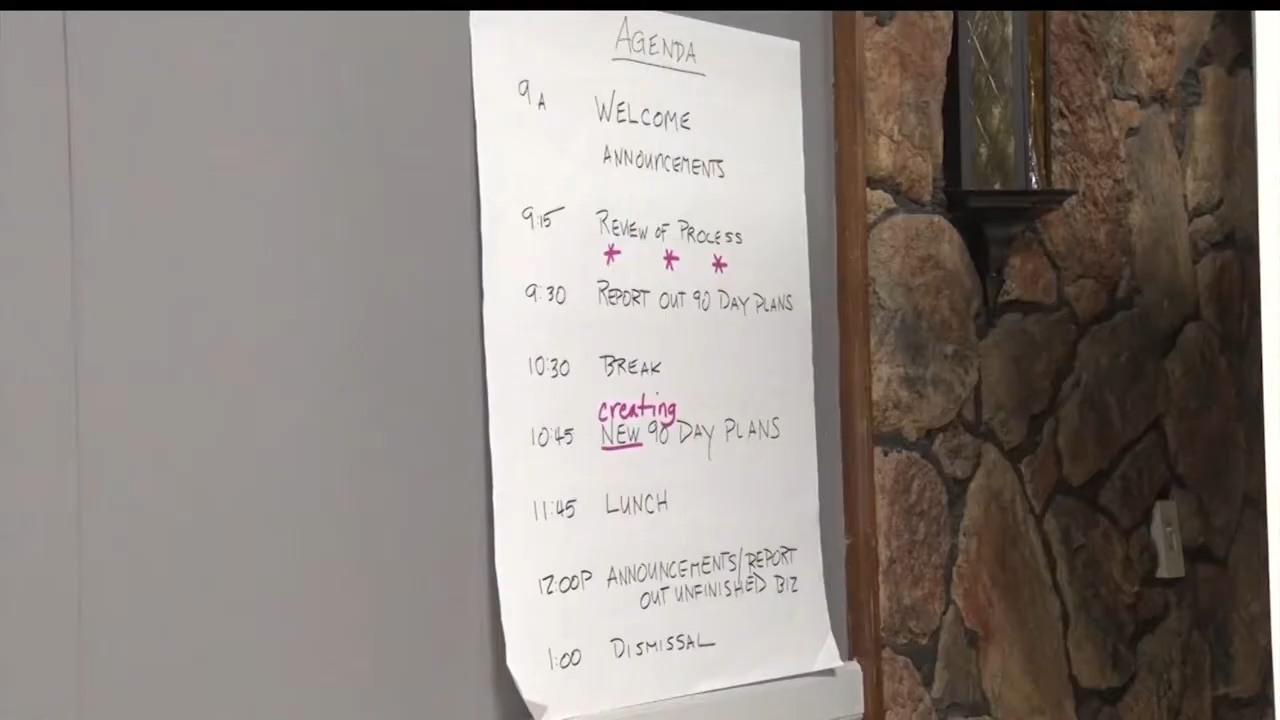 AGENDA
9 A WELCOME
ANNOUNCEMENTS
9:15 REVIEW OF PROCESS
* * *
9:30 REPORT OUT 90 DAY PLANS
10:30 BREAK
creating
10:45 NEW 90 DAY PLANS
11:45 LUNCH
12:00P ANNOUNCEMENTS/REPORT
OUT UNFINISHED BIZ
1:00 DISMISSAL